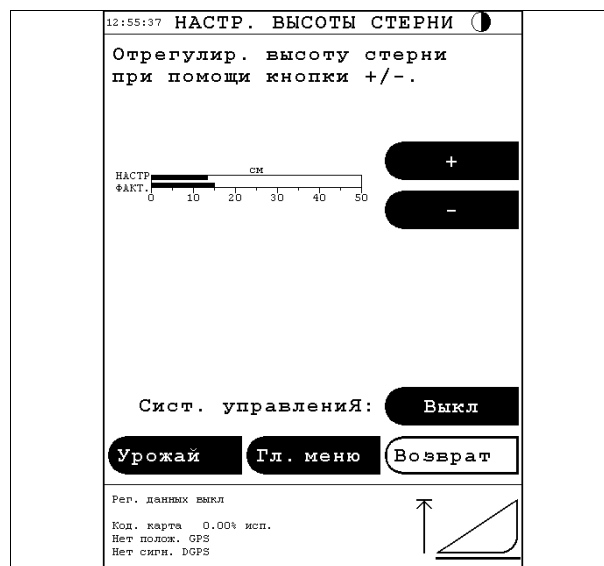 12:55:37 НАСТР. ВЫСОТЫ СТЕРНИ
Отрегулир. высоту стерни
при помощи кнопки +/-.
+
см
НАСТР
ФАКТ.
0 10 20 30 40 50
-
Сист. управлениЯ: Выкл
Урожай Гл. меню Возврат
Рег. данных выкл
Код. карта 0.00% исп.
Нет полож. GPS
Нет сигн. DGPS